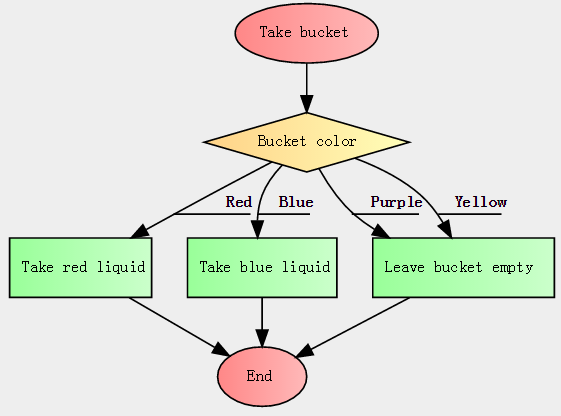 Take bucket
Bucket color
Red
Blue
Purple
Yellow
Take red liquid
Take blue liquid
Leave bucket empty
End